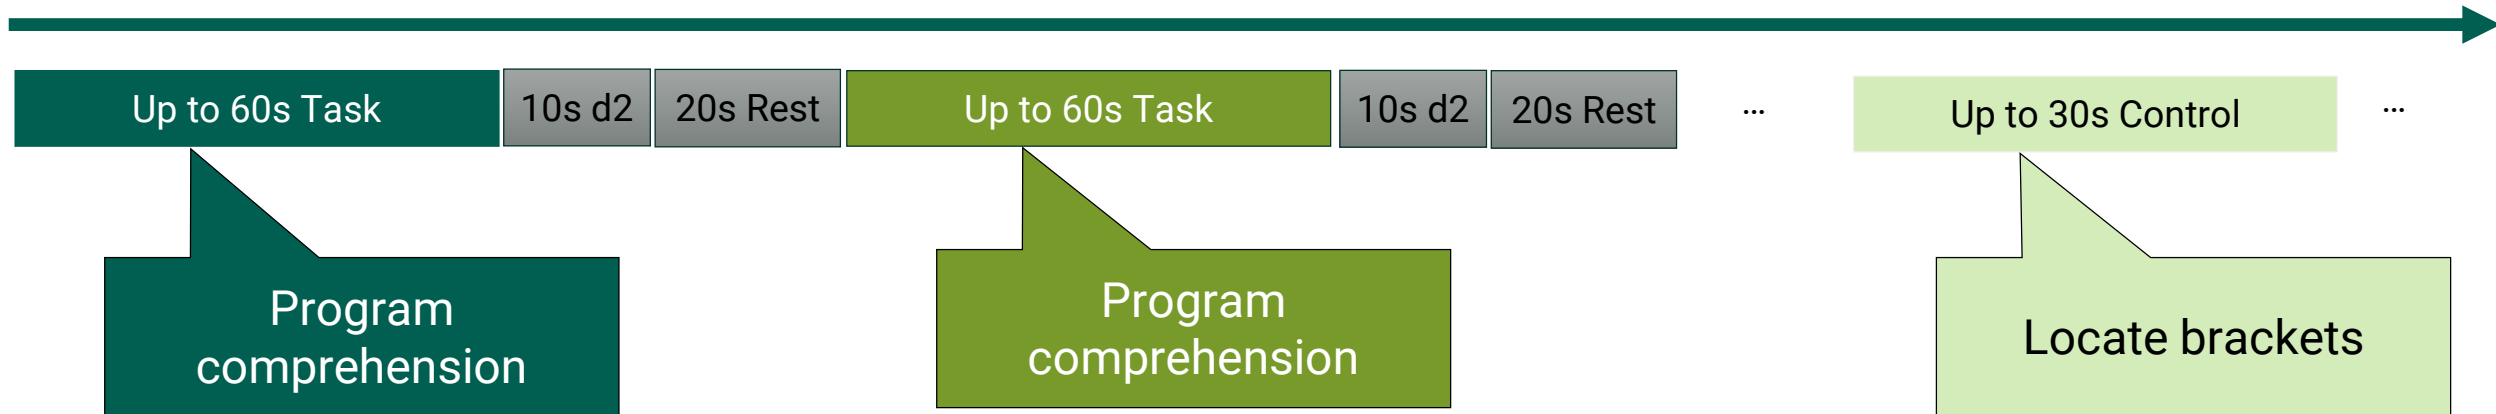 Up to 60s Task
10s d2
20s Rest
Up to 60s Task
10s d2
20s Rest
...
Up to 30s Control
...
Program
comprehension
Program
comprehension
Locate brackets